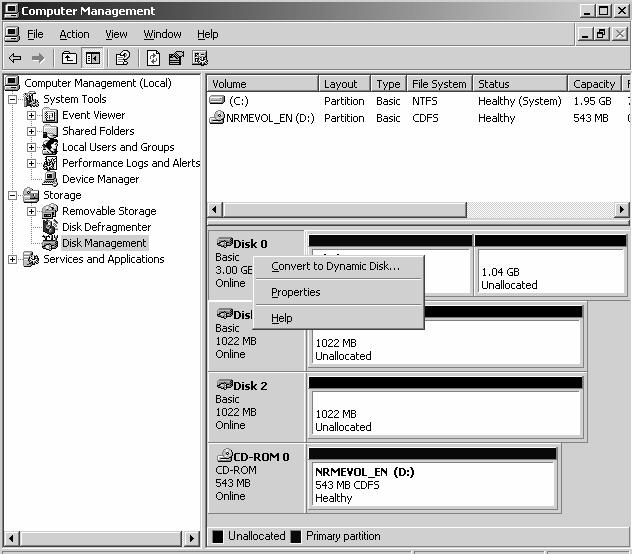 Computer Management
File Action View Window Help
Computer Management (Local)
System Tools
Event Viewer
Shared Folders
Local Users and Groups
Performance Logs and Alerts
Device Manager
Storage
Removable Storage
Disk Defragmenter
Disk Management
Services and Applications
Volume Layout Type File System Status Capacity F
(C:) Partition Basic NTFS Healthy (System) 1.95 GB
NRMEVOL_EN (D:) Partition Basic CDFS Healthy 543 MB
Disk 0
Basic
3.00 GB
Online
1.04 GB
Unallocated
Convert to Dynamic Disk...
Properties
Help
Disk
Basic
1022 MB
Online
1022 MB
Unallocated
Disk 2
Basic
1022 MB
Online
1022 MB
Unallocated
CD-ROM 0
CD-ROM
543 MB
Online
NRMEVOL_EN (D:)
543 MB CDFS
Healthy
Unallocated Primary partition